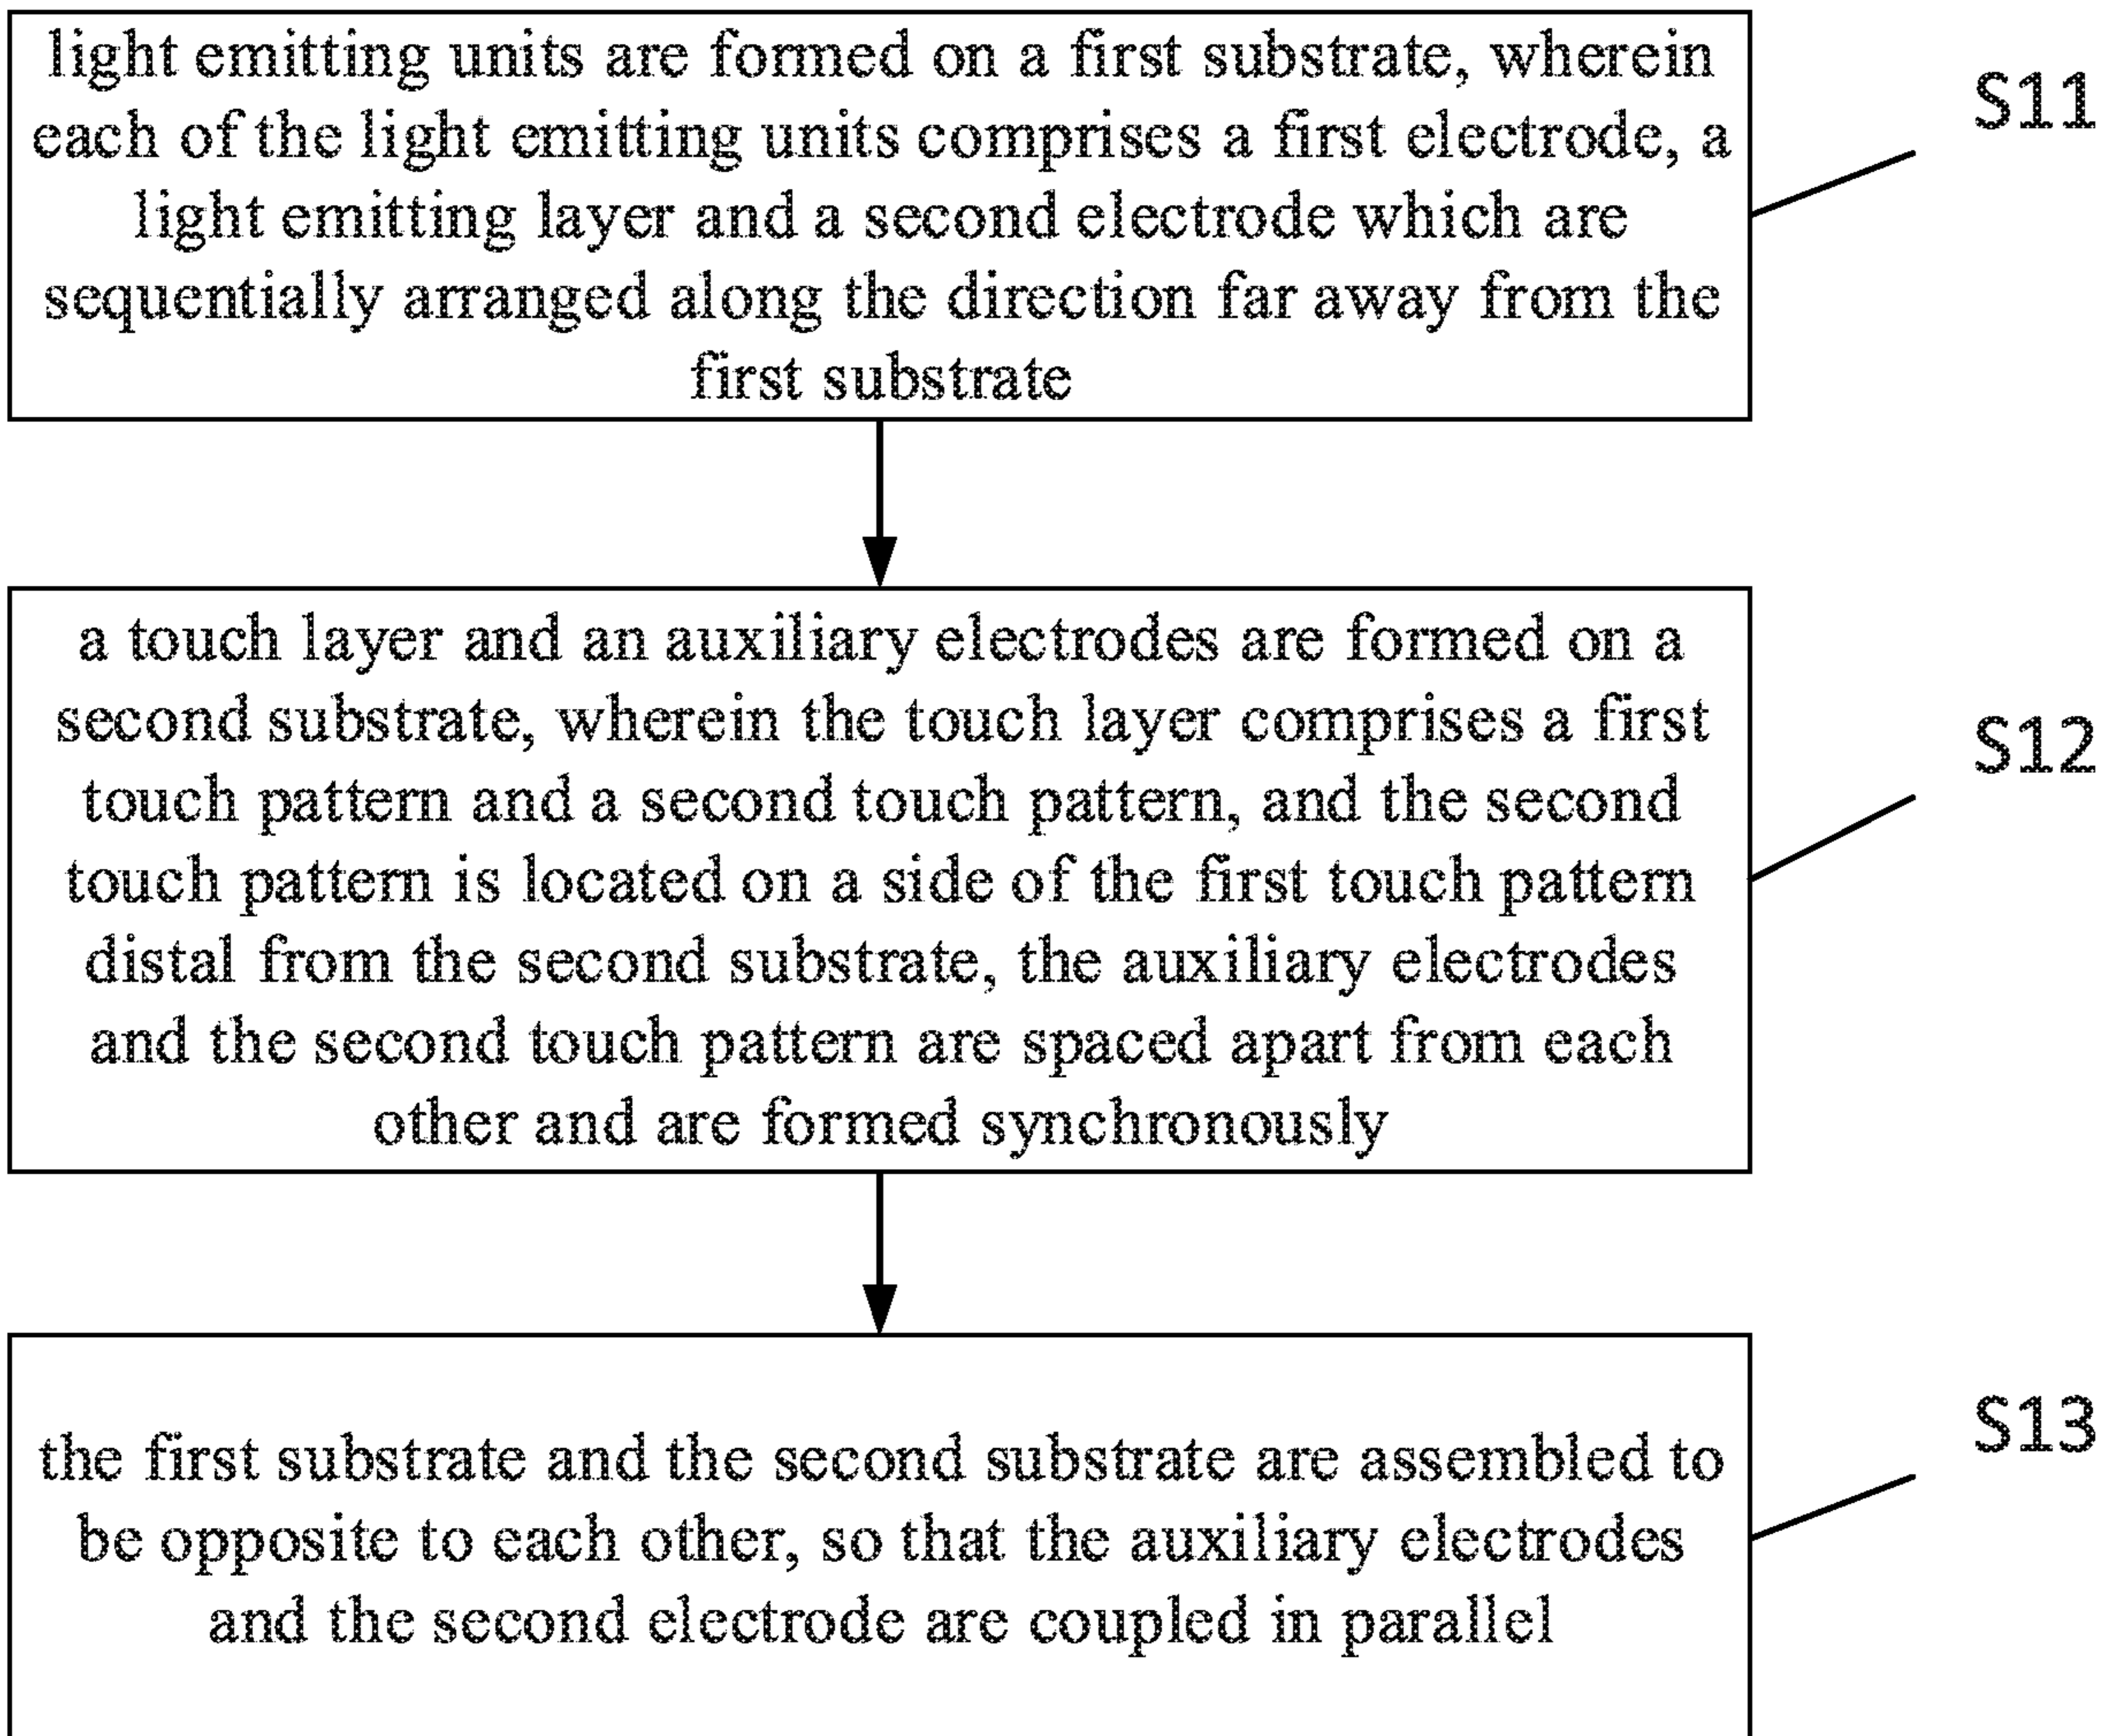 light emitting units are formed on a first substrate, wherein
each of the light emitting units comprises a first electrode, a
light emitting layer and a second electrode which are
sequentially arranged along the direction far away from the
first substrate
S11
a touch layer and an auxiliary electrodes are formed on a
second substrate, wherein the touch layer comprises a first
touch pattern and a second touch pattern, and the second
touch pattern is located on a side of the first touch pattern
distal from the second substrate, the auxiliary electrodes
and the second touch pattern are spaced apart from each
other and are formed synchronously
S12
the first substrate and the second substrate are assembled to
be opposite to each other, so that the auxiliary electrodes
and the second electrode are coupled in parallel
S13